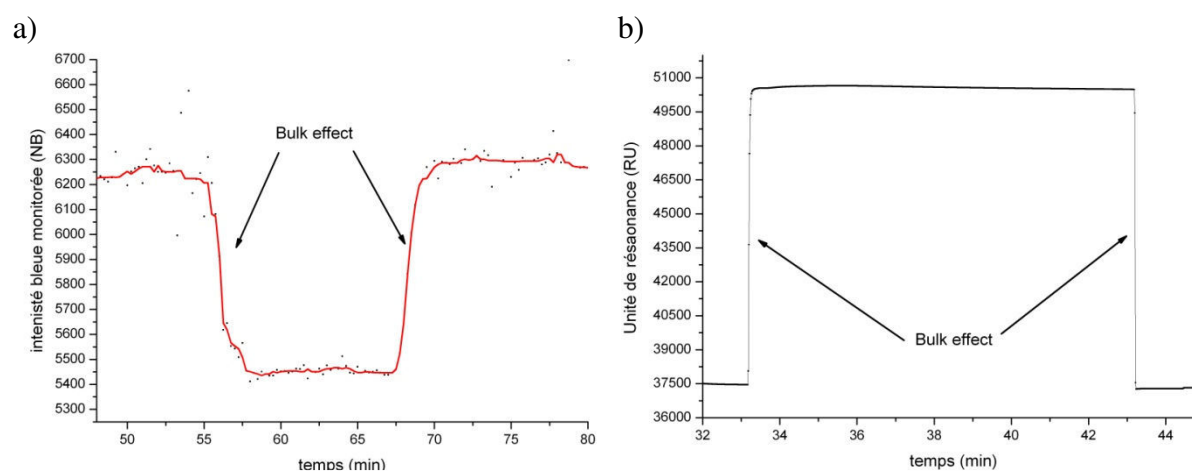 a)
6700
6600
6500
6400
6300
6200
6100
6000
5900
5800
5700
5600
5500
5400
5300
intenisté bleue monitorée (NB)
Bulk effect
50 55 60 65 70 75 80
temps (min)
b)
51000
49500
48000
46500
45000
43500
42000
40500
39000
37500
36000
Unité de résaonance (RU)
Bulk effect
32 34 36 38 40 42 44
temps (min)